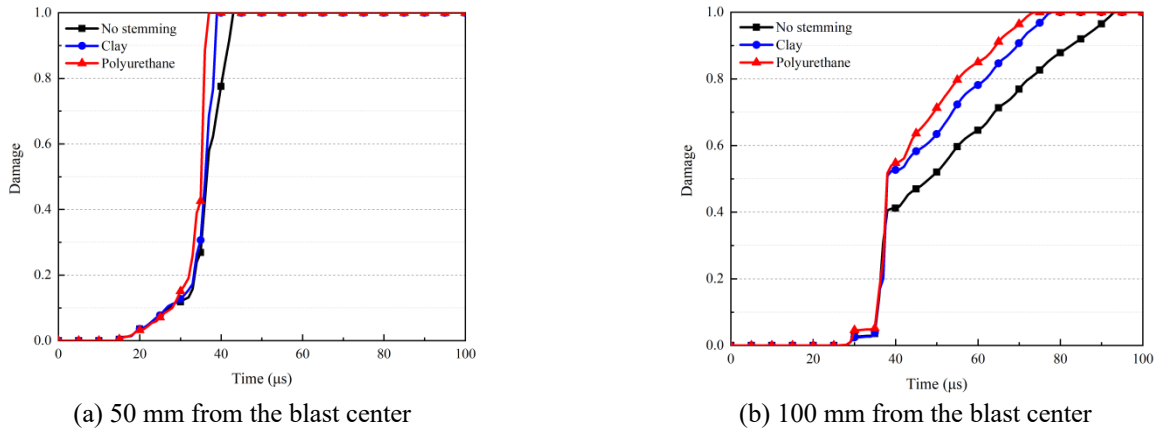 No stemming
Clay
Polyurethane
1.0
0.8
0.6
0.4
0.2
0.0
Damage
0
20
40
60
80
100
Time (μs)
(a) 50 mm from the blast center
No stemming
Clay
Polyurethane
1.0
0.8
0.6
0.4
0.2
0.0
Damage
0
20
40
60
80
100
Time (μs)
(b) 100 mm from the blast center